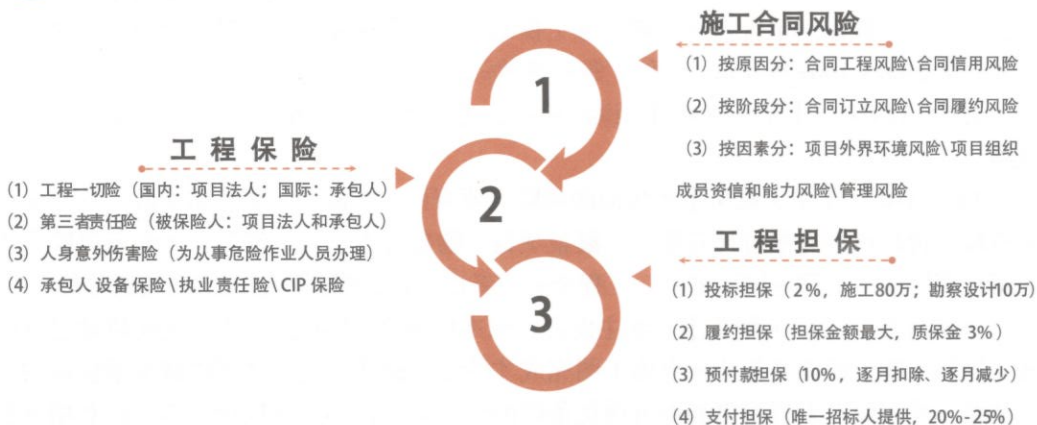 施工合同风险
(1) 按原因分：合同工程风险\合同信用风险
(2) 按阶段分：合同订立风险\合同履约风险
(3) 按因素分：项目外界环境风险\项目组织
成员资信和能力风险\管理风险
1
工程保险
(1) 工程一切险（国内：项目法人；国际：承包人）
(2) 第三者责任险（被保险人：项目法人和承包人）
(3) 人身意外伤害险（为从事危险作业人员办理）
(4) 承包人设备保险\执业责任险\CIP 保险
2
工程担保
(1) 投标担保（2%，施工80万；勘察设计10万）
(2) 履约担保（担保金额最大，质保金 3%）
(3) 预付款担保（10%，逐月扣除、逐月减少）
(4) 支付担保（唯一招标人提供，20%-25%）
3